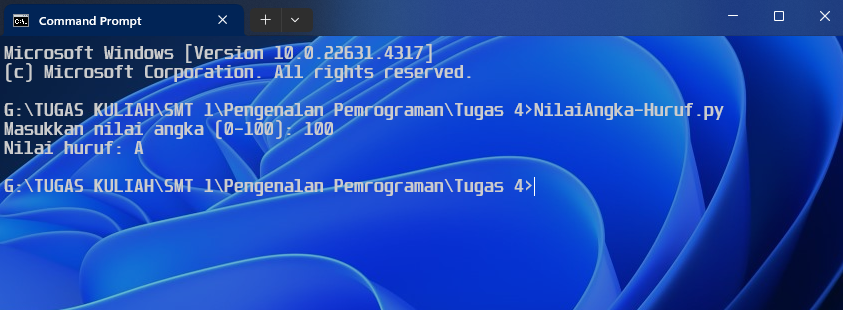 Command Prompt
Microsoft Windows [Version 10.0.22631.4317]
(c) Microsoft Corporation. All rights reserved.
G:\TUGAS KULIAH\SMT 1\Pengenalan Pemrograman\Tugas 4>NilaiAngka-Huruf.py
Masukkan nilai angka [0-100]: 100
Nilai huruf: A
G:\TUGAS KULIAH\SMT 1\Pengenalan Pemrograman\Tugas 4>